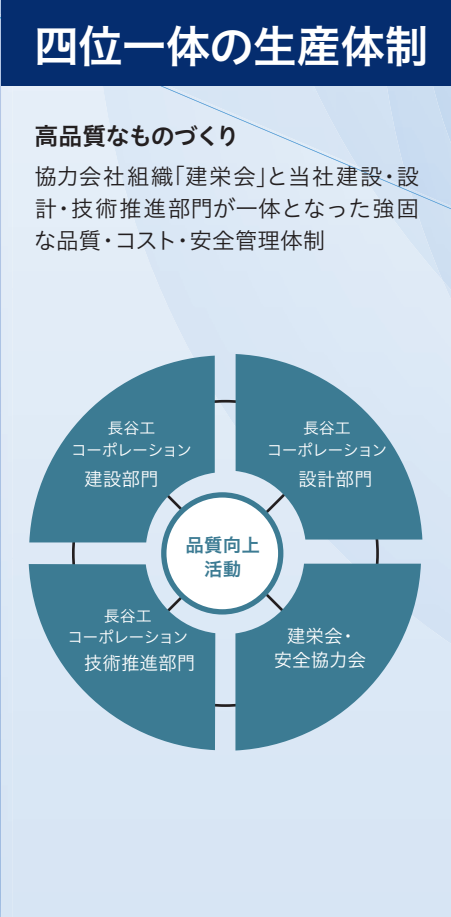 四位一体の生産体制
高品質なものづくり
協力会社組織「建栄会」と当社建設・設
計・技術推進部門が一体となった強固
な品質・コスト・安全管理体制
長谷工
コーポレーション
建設部門
長谷工
コーポレーション
設計部門
品質向上
活動
長谷工
コーポレーション
技術推進部門
建栄会・
安全協力会